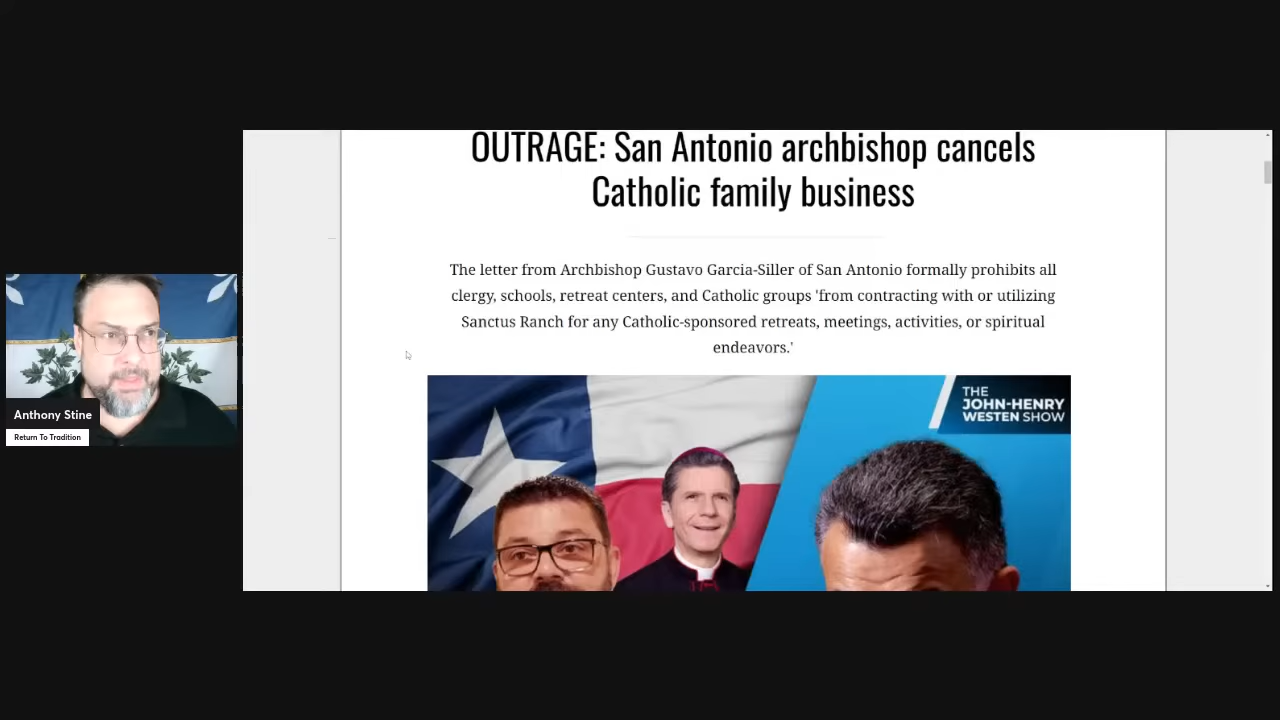 OUTRAGE: San Antonio archbishop cancels
Catholic family business
The letter from Archbishop Gustavo Garcia-Siller of San Antonio formally prohibits all
clergy, schools, retreat centers, and Catholic groups 'from contracting with or utilizing
Sanctus Ranch for any Catholic-sponsored retreats, meetings, activities, or spiritual
endeavors.'
THE
JOHN-HENRY
WESTEN SHOW
Anthony Stine
Return To Tradition